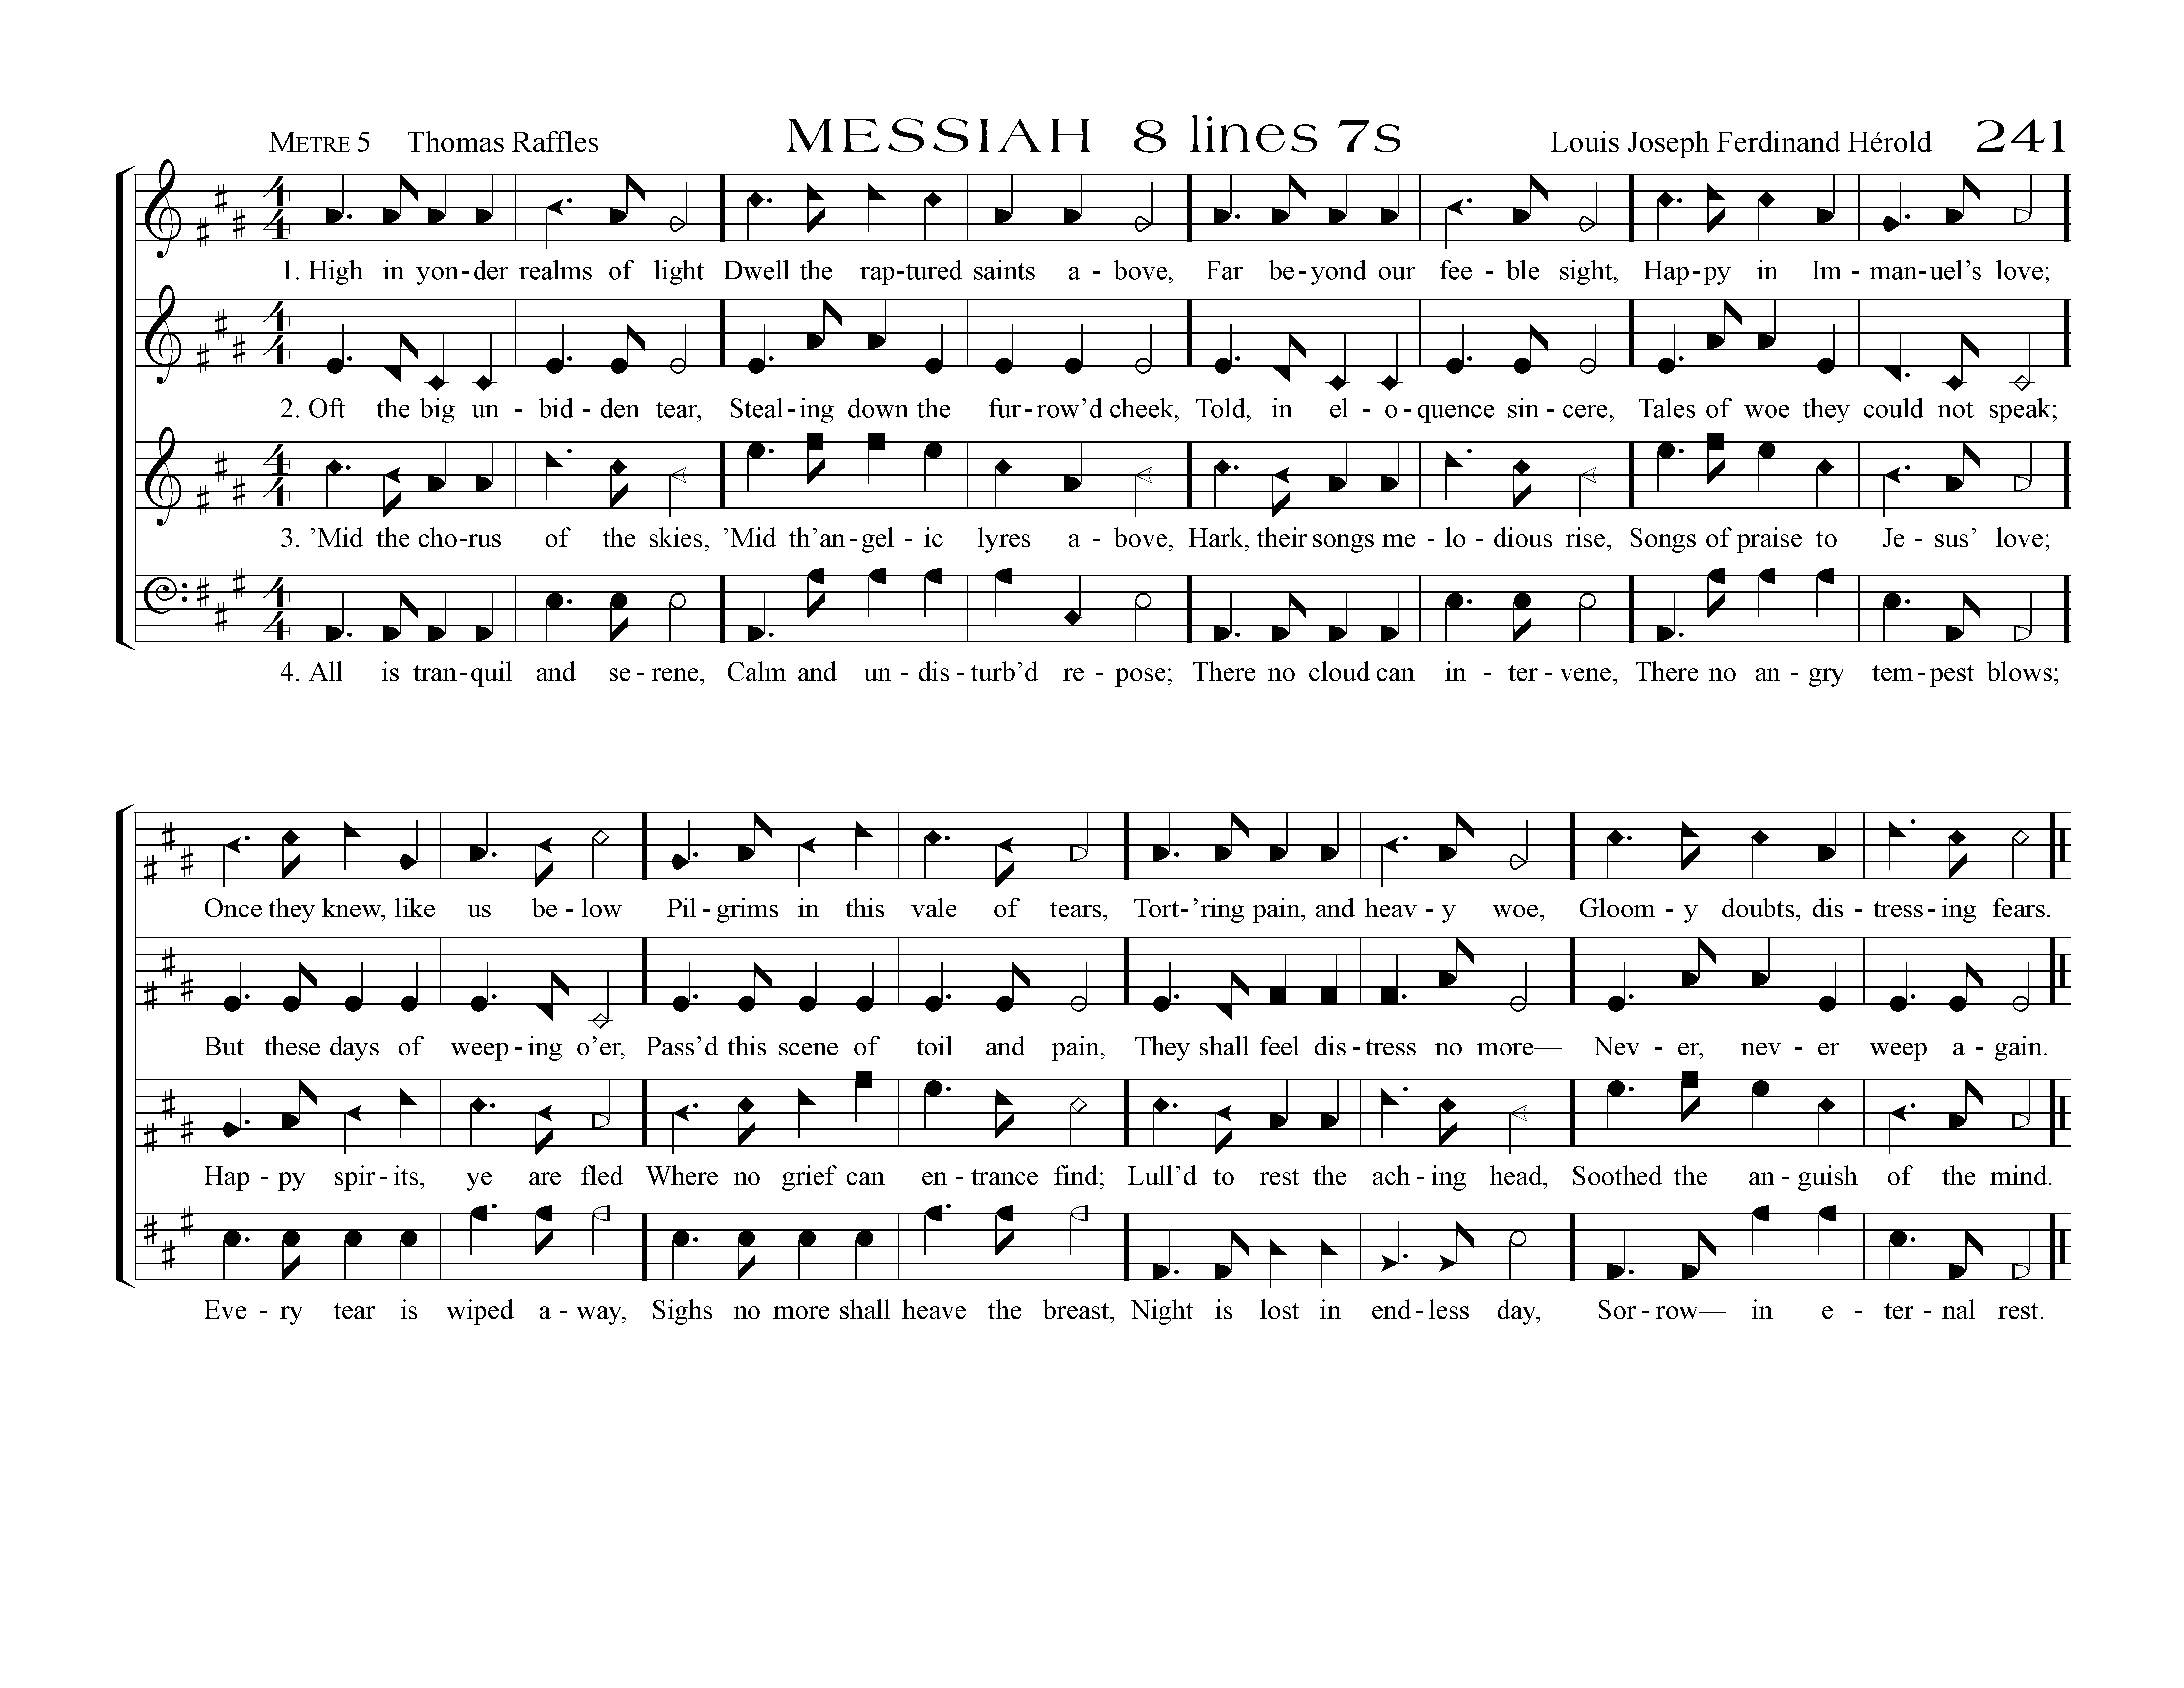 METRE 5 Thomas Raffles MESSIAH 8 lines 7s Louis Joseph Ferdinand Hérold 241
1. High in yon-der realms of light Dwell the rap-tured saints a-bove, Far be-yond our fee-ble sight, Hap-py in Im-man-uel's love;
2. Oft the big un-bid-den tear, Steal-ing down the fur-row'd cheek, Told, in el-o-quence sin-cere, Tales of woe they could not speak;
3. 'Mid the cho-rus of the skies, 'Mid th'an-gel-ic lyres a-bove, Hark, their songs me-lo-dious rise, Songs of praise to Je-sus' love;
4. All is tran-quil and se-rene, Calm and un-dis-turb'd re-pose; There no cloud can in-ter-vene, There no an-gry tem-pest blows;
Once they knew, like us be-low Pil-grims in this vale of tears, Tort-'ring pain, and heav-y woe, Gloom-y doubts, dis-tress-ing fears.
But these days of weep-ing o'er, Pass'd this scene of toil and pain, They shall feel dis-tress no more— Nev-er, nev-er weep a-gain.
Hap-py spir-its, ye are fled Where no grief can en-trance find; Lull'd to rest the ach-ing head, Soothed the an-guish of the mind.
Eve-ry tear is wiped a-way, Sighs no more shall heave the breast, Night is lost in end-less day, Sor-row— in e-ter-nal rest.